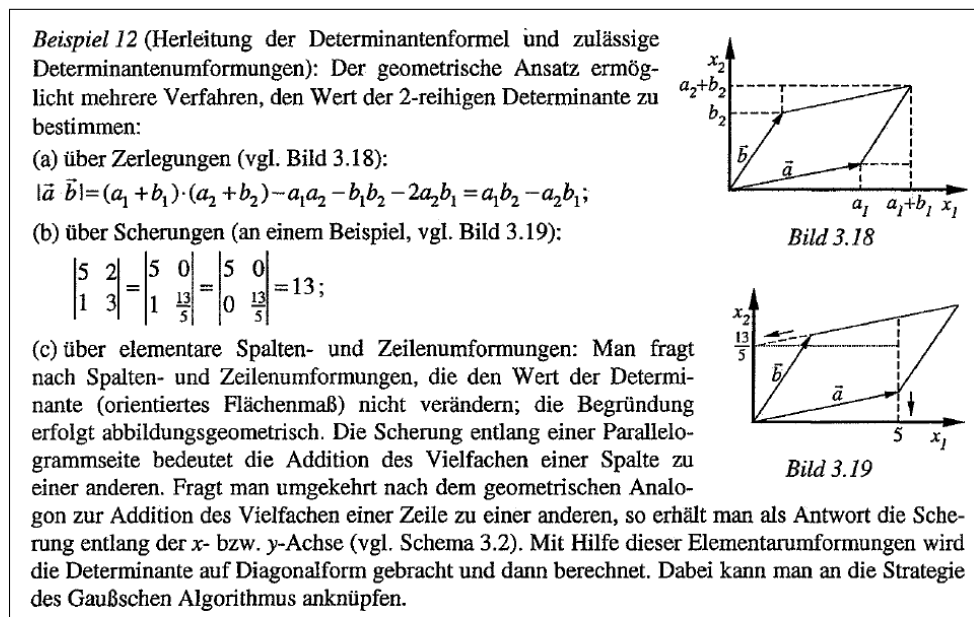 Beispiel 12 (Herleitung der Determinantenformel und zulässige
Determinantenumformungen): Der geometrische Ansatz ermög-
licht mehrere Verfahren, den Wert der 2-reihigen Determinante zu
bestimmen:
(a) über Zerlegungen (vgl. Bild 3.18):
|a⃗ b⃗|=(a₁+b₁)·(a₂+b₂)−a₁a₂−b₁b₂−2a₂b₁=a₁b₂−a₂b₁;
(b) über Scherungen (an einem Beispiel, vgl. Bild 3.19):
|5 2| = |5 0| = |5 0| = 13;
|1 3| |1 13/5| |0 13/5|
(c) über elementare Spalten- und Zeilenumformungen: Man fragt
nach Spalten- und Zeilenumformungen, die den Wert der Determi-
nante (orientiertes Flächenmaß) nicht verändern; die Begründung
erfolgt abbildungsgeometrisch. Die Scherung entlang einer Parallelo-
grammseite bedeutet die Addition des Vielfachen einer Spalte zu
einer anderen. Fragt man umgekehrt nach dem geometrischen Analo-
gon zur Addition des Vielfachen einer Zeile zu einer anderen, so erhält man als Antwort die Sche-
rung entlang der x- bzw. y-Achse (vgl. Schema 3.2). Mit Hilfe dieser Elementarumformungen wird
die Determinante auf Diagonalform gebracht und dann berechnet. Dabei kann man an die Strategie
des Gaußschen Algorithmus anknüpfen.
x₂
a₂+b₂
b₂
b⃗
a⃗
a₁ a₁+b₁ x₁
Bild 3.18
x₂
13/5
b⃗
a⃗
5 x₁
Bild 3.19